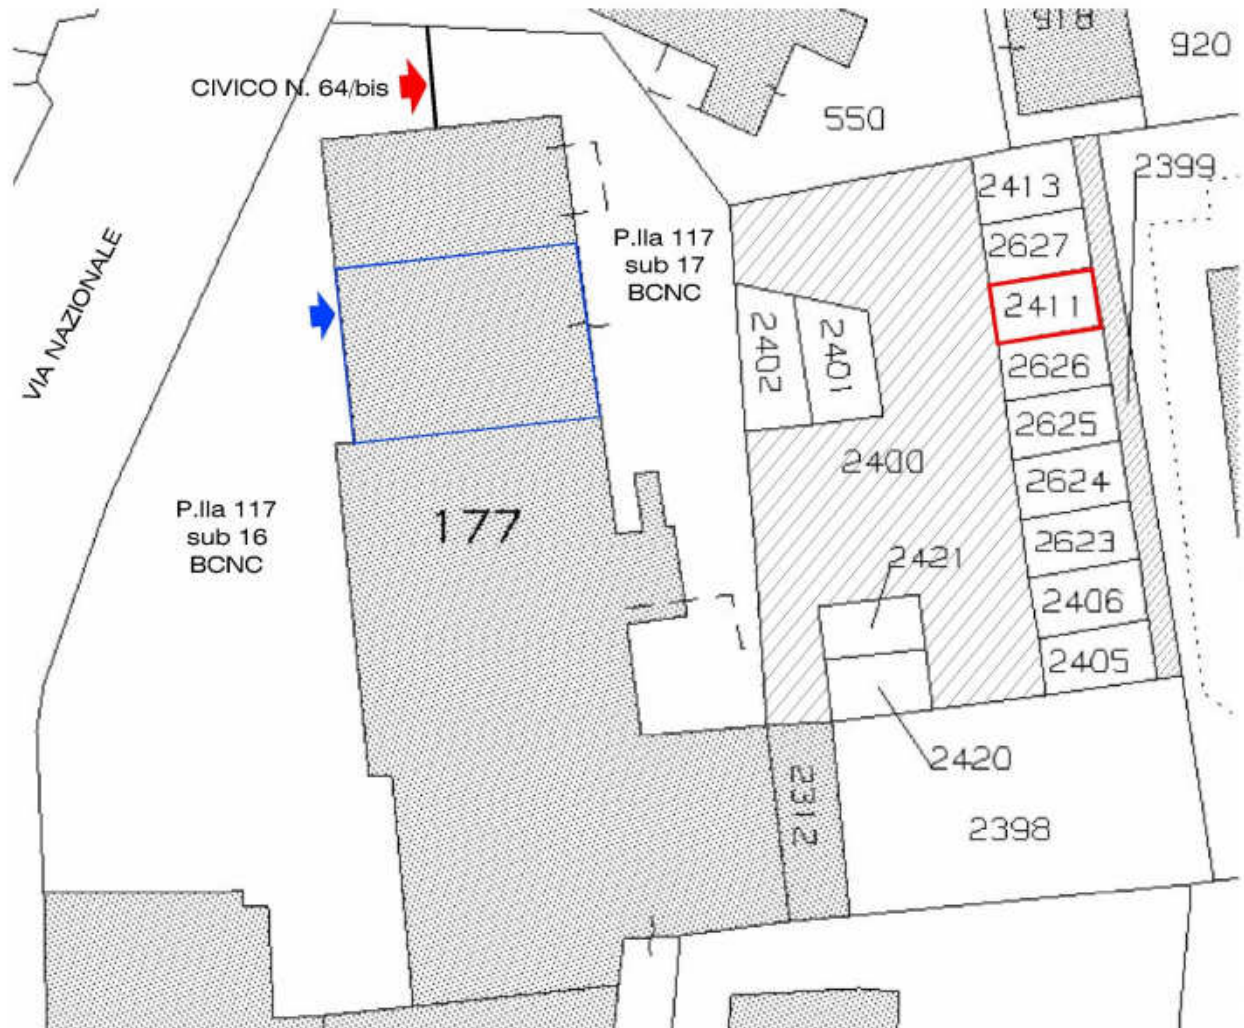 918
920
CIVICO N. 64/bis
550
2399
2413
P.lla 117
sub 17
BCNC
2627
VIA NAZIONALE
2411
2402
2401
2626
2625
2400
2624
P.lla 117
sub 16
BCNC
177
2623
2421
2406
2405
2420
2312
2398